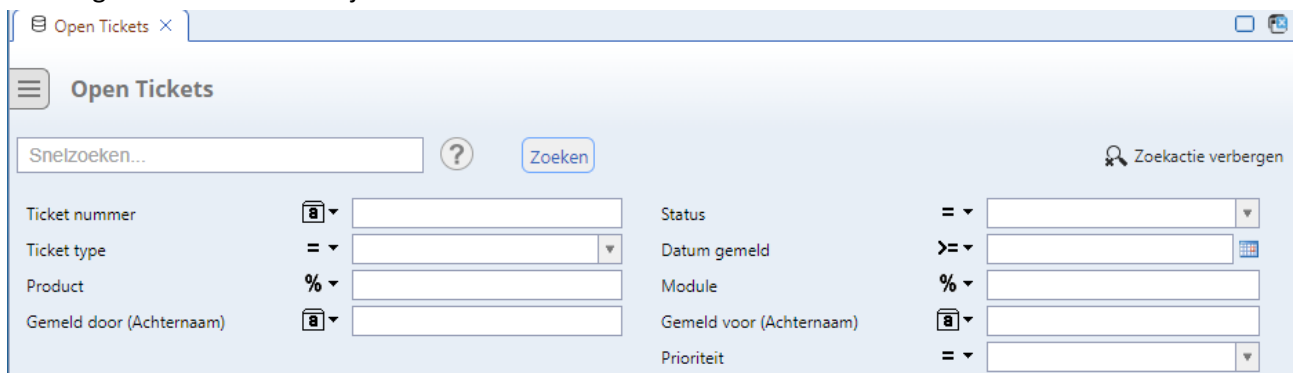 Open Tickets
Open Tickets
Snelzoeken... ? Zoeken Zoekactie verbergen
Ticket nummer a Status =
Ticket type = Datum gemeld >=
Product % Module %
Gemeld door (Achternaam) a Gemeld voor (Achternaam) a
Prioriteit =